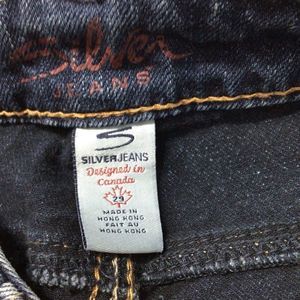 Silver
JEANS
S
SILVERJEANS
Designed in
Canada
29
MADE IN
HONG KONG
FAIT AU
HONG KONG